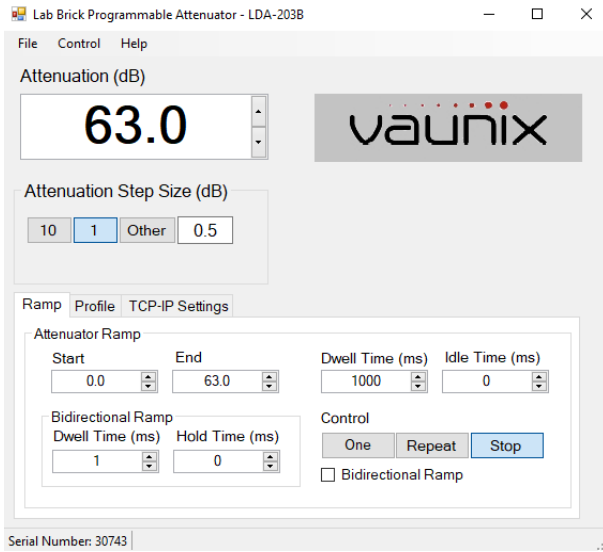 Lab Brick Programmable Attenuator - LDA-203B
File Control Help
Attenuation (dB)
63.0
vaunix
Attenuation Step Size (dB)
10 1 Other 0.5
Ramp Profile TCP-IP Settings
Attenuator Ramp
Start End Dwell Time (ms) Idle Time (ms)
0.0 63.0 1000 0
Bidirectional Ramp
Dwell Time (ms) Hold Time (ms)
1 0
Control
One Repeat Stop
Bidirectional Ramp
Serial Number: 30743